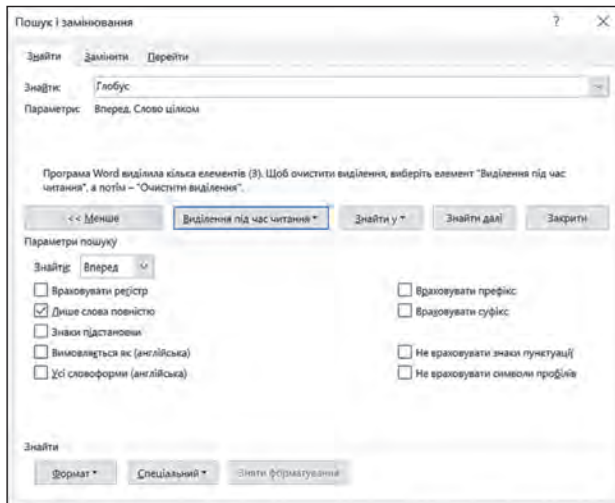 Пошук і замінювання
Знайти Замінити Перейти
Знайти: Глобус
Параметри: Вперед, Слово цілком
Програма Word виділила кілька елементів (3). Щоб очистити виділення, виберіть елемент "Виділення під час
читання", а потім – "Очистити виділення".
<< Менше Виділення під час читання Знайти у Знайти далі Закрити
Параметри пошуку
Знайти: Вперед
Враховувати регістр Враховувати префікс
Лише слова повністю Враховувати суфікс
Знаки підстановки
Вимовляється як (англійська) Не враховувати знаки пунктуації
Усі словоформи (англійська) Не враховувати символи пробілів
Знайти
Формат Спеціальний Зняти форматування